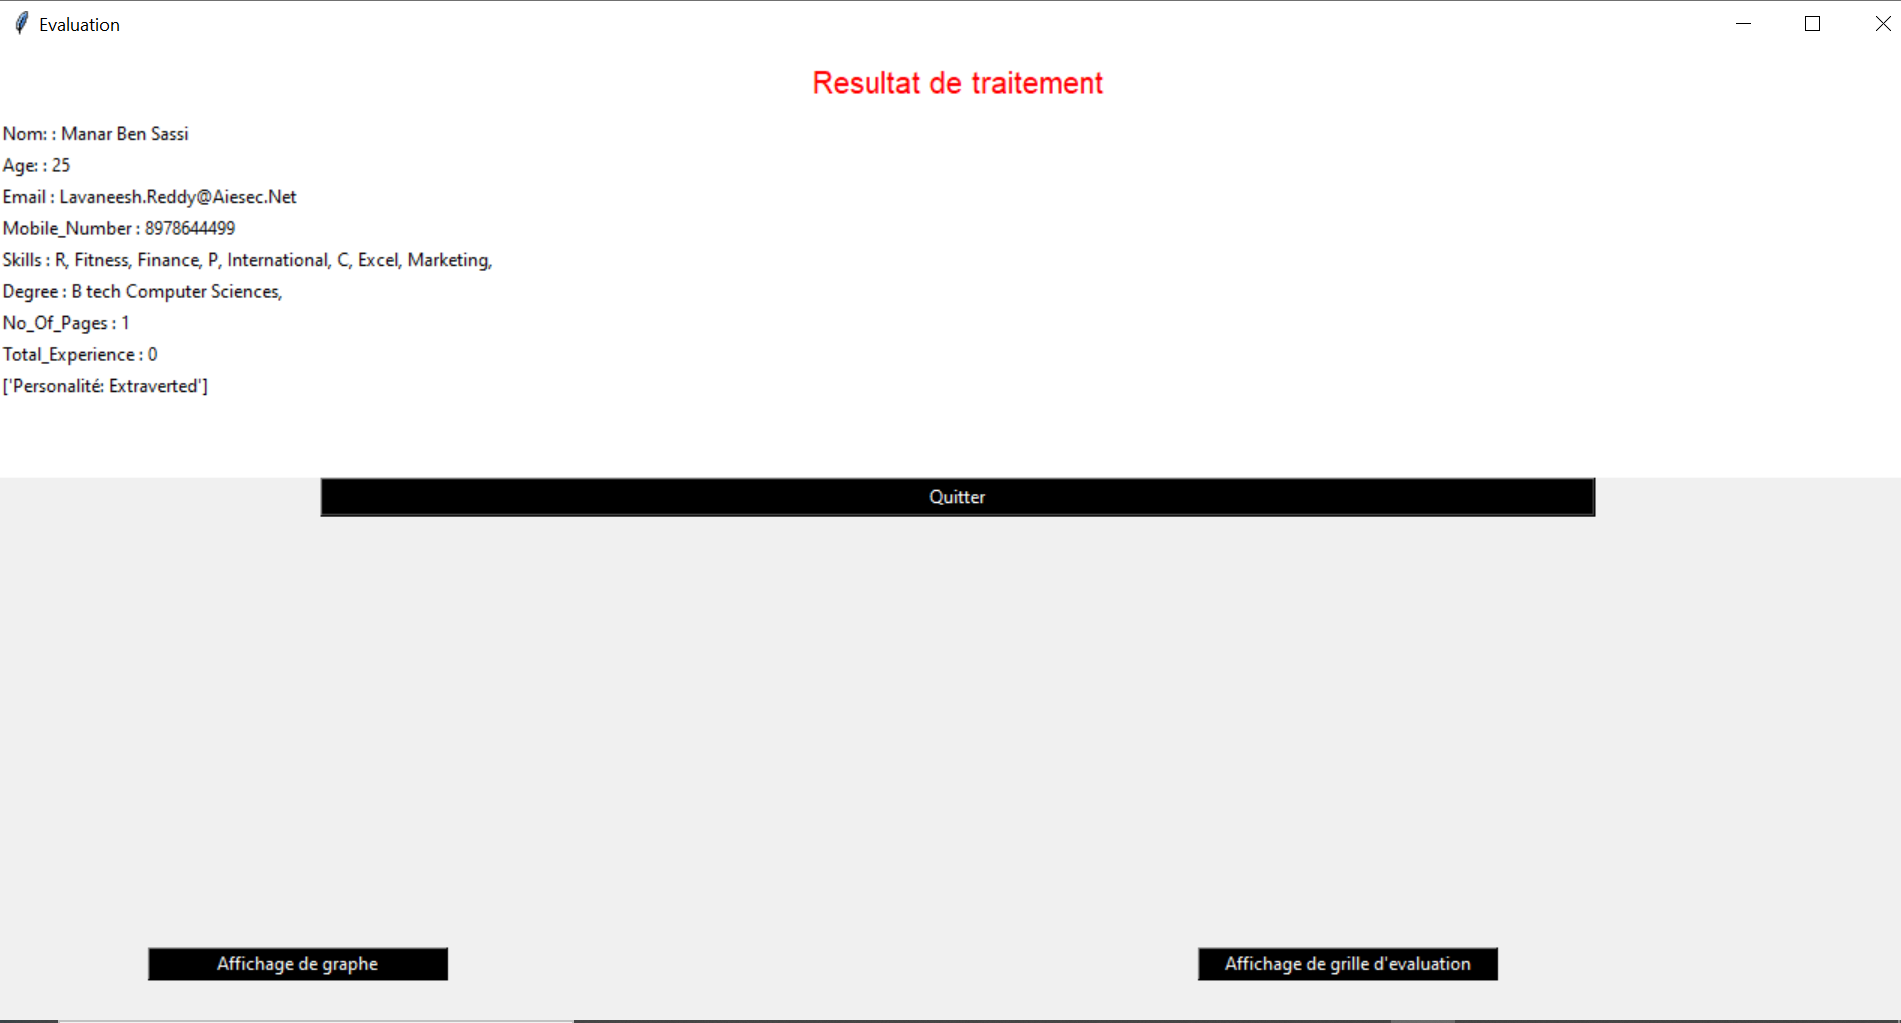 Evaluation
Resultat de traitement
Nom: : Manar Ben Sassi
Age: : 25
Email : Lavaneesh.Reddy@Aiesec.Net
Mobile_Number : 8978644499
Skills : R, Fitness, Finance, P, International, C, Excel, Marketing,
Degree : B tech Computer Sciences,
No_Of_Pages : 1
Total_Experience : 0
['Personalité: Extraverted']
Quitter
Affichage de graphe
Affichage de grille d'evaluation